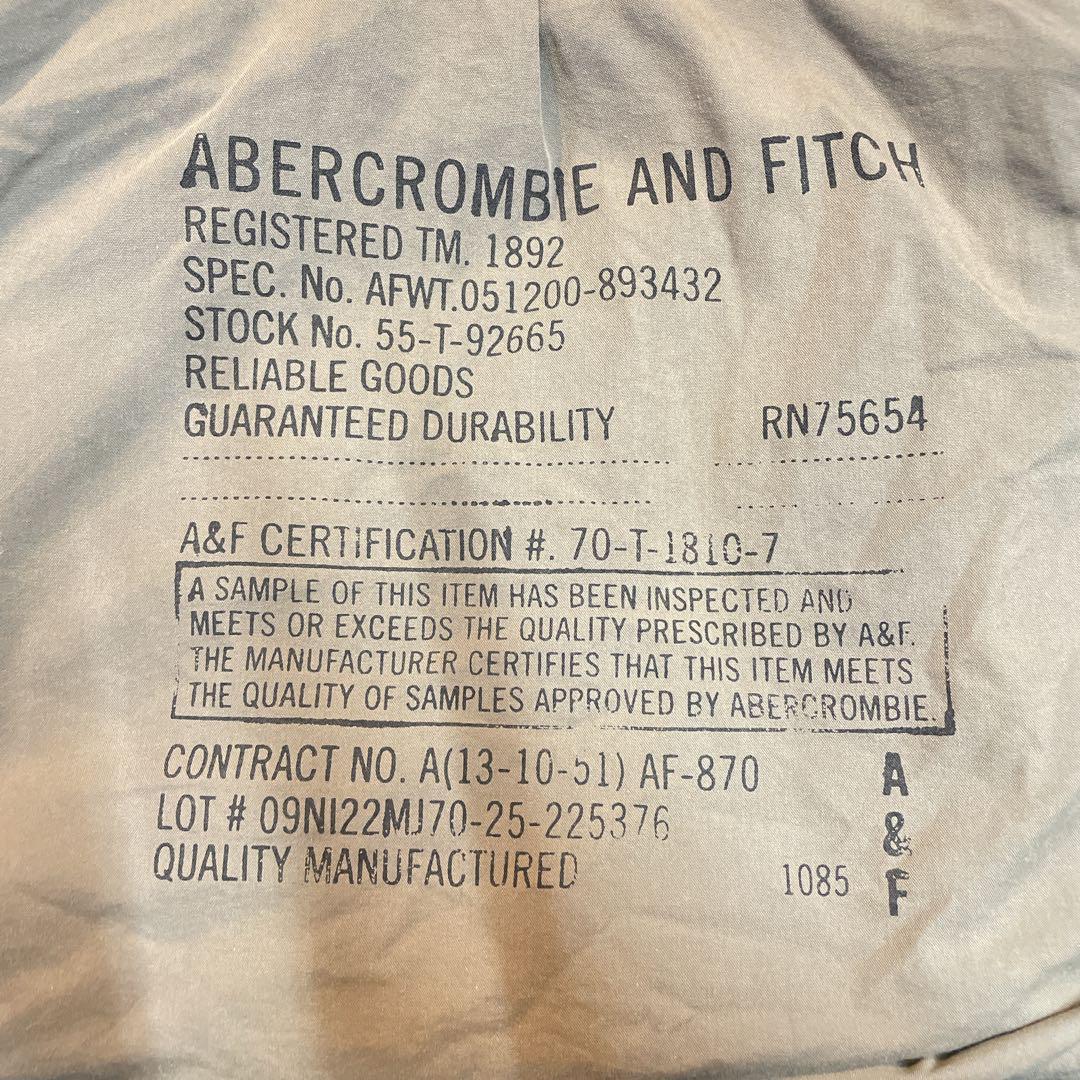 ABERCROMBIE AND FITCH
REGISTERED TM. 1892
SPEC. No. AFWT.051200-893432
STOCK No. 55-T-92665
RELIABLE GOODS
GUARANTEED DURABILITY RN75654
A&F CERTIFICATION #. 70-T-1810-7
A SAMPLE OF THIS ITEM HAS BEEN INSPECTED AND
MEETS OR EXCEEDS THE QUALITY PRESCRIBED BY A&F.
THE MANUFACTURER CERTIFIES THAT THIS ITEM MEETS
THE QUALITY OF SAMPLES APPROVED BY ABERCROMBIE.
CONTRACT NO. A(13-10-51) AF-870
LOT # 09NI22MJ70-25-225376
QUALITY MANUFACTURED 1085
A
&
F